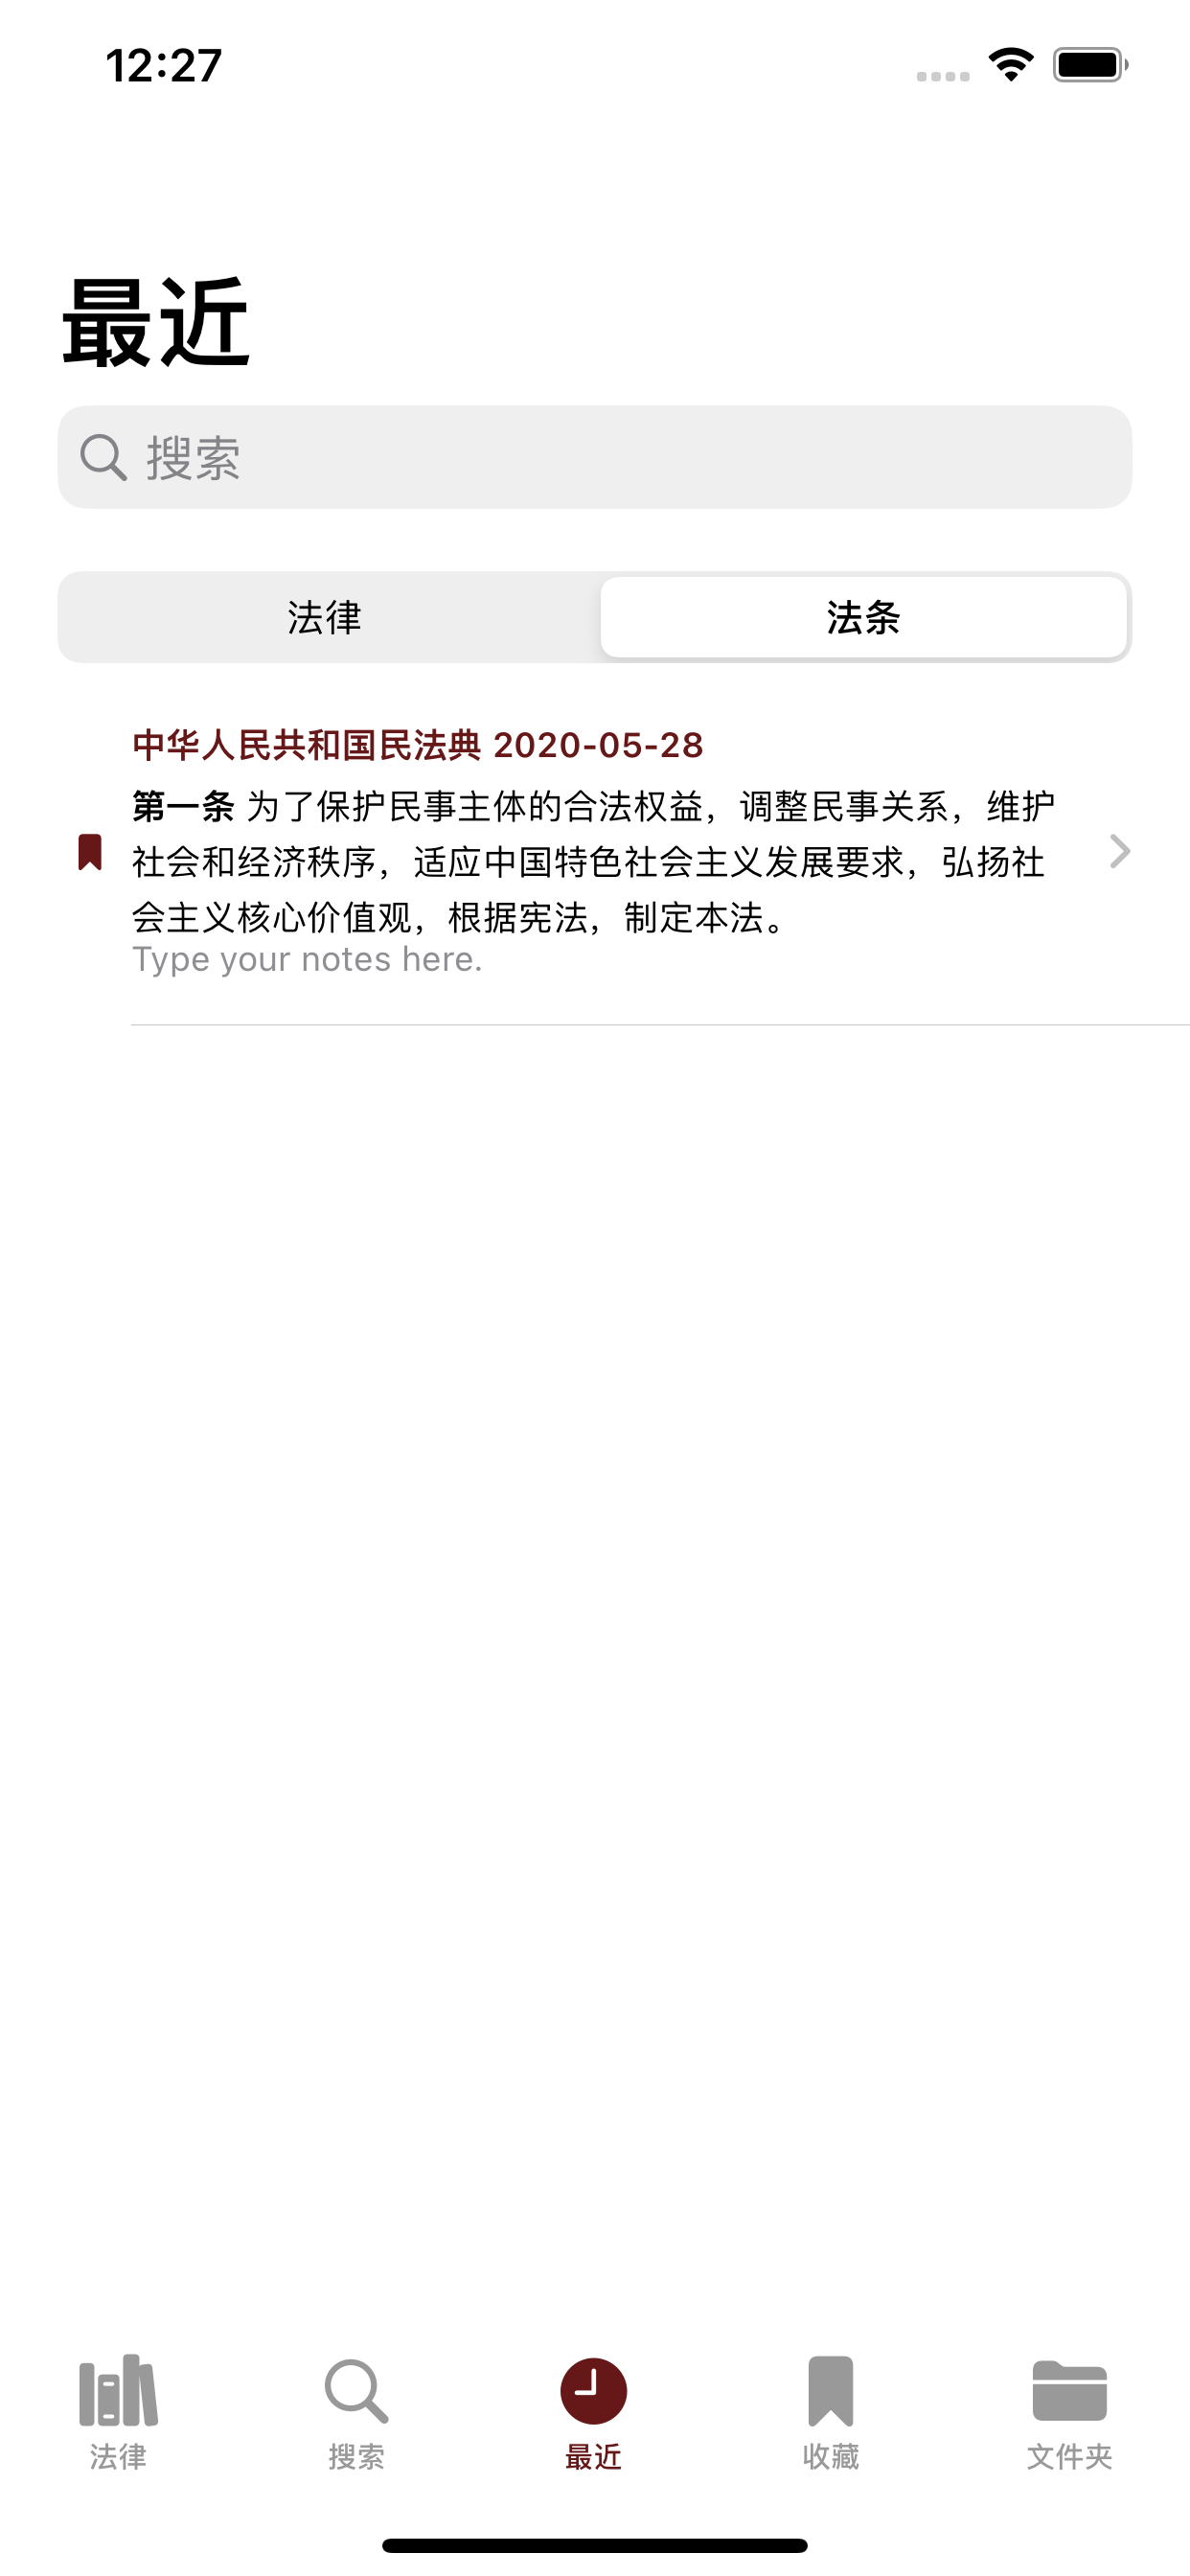 12:27
最近
搜索
法律
法条
中华人民共和国民法典 2020-05-28
第一条 为了保护民事主体的合法权益，调整民事关系，维护
社会和经济秩序，适应中国特色社会主义发展要求，弘扬社
会主义核心价值观，根据宪法，制定本法。
Type your notes here.
法律
搜索
最近
收藏
文件夹